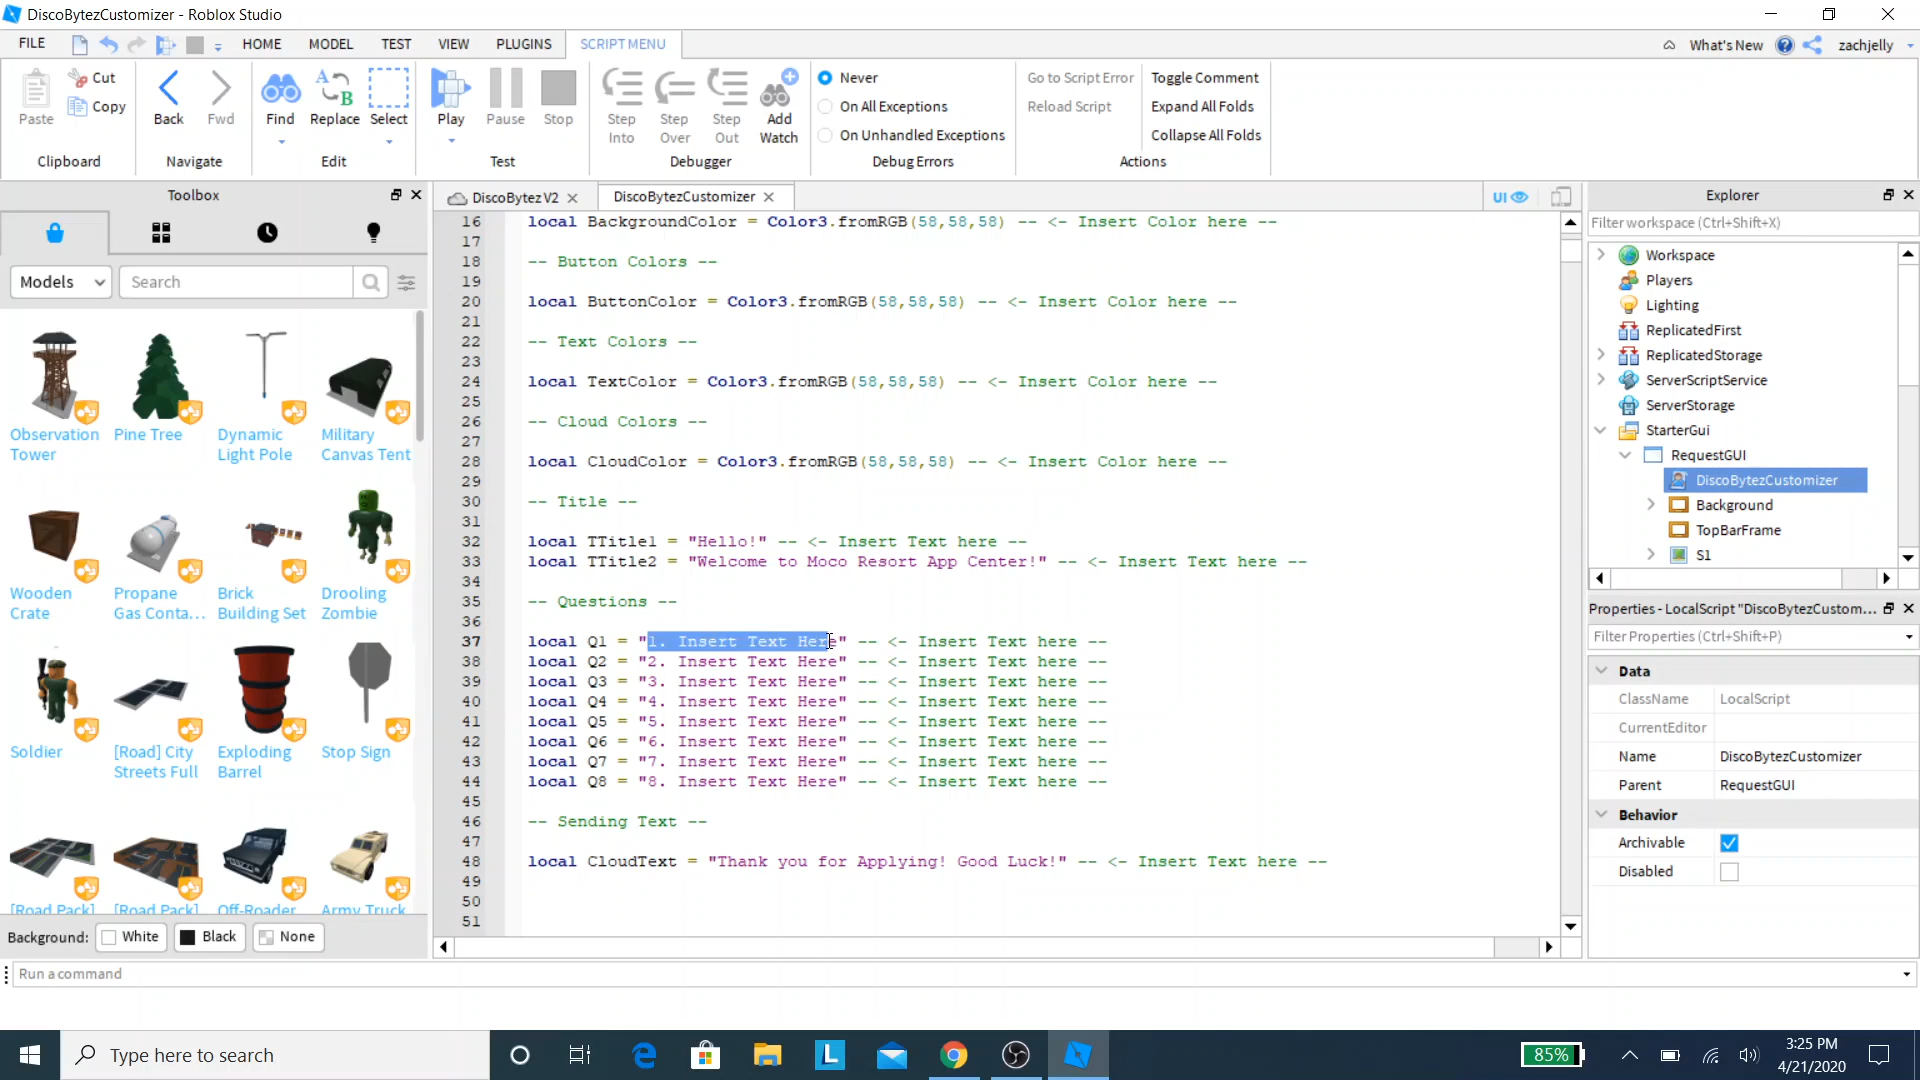 DiscoBytezCustomizer - Roblox Studio
FILE HOME MODEL TEST VIEW PLUGINS SCRIPT MENU What's New zachjelly
Paste Cut Copy Back Fwd Find Replace Select Play Pause Stop Step Into Step Over Step Out Add Watch
Never
On All Exceptions
On Unhandled Exceptions
Go to Script Error
Reload Script
Toggle Comment
Expand All Folds
Collapse All Folds
Clipboard Navigate Edit Test Debugger Debug Errors Actions
Toolbox
Models Search
Observation Tower
Pine Tree
Dynamic Light Pole
Military Canvas Tent
Wooden Crate
Propane Gas Conta...
Brick Building Set
Drooling Zombie
Soldier
[Road] City Streets Full
Exploding Barrel
Stop Sign
[Road Pack]
[Road Pack]
Off-Roader
Army Truck
Background: White Black None
DiscoBytez V2 DiscoBytezCustomizer UI
16 local BackgroundColor = Color3.fromRGB(58,58,58) -- <- Insert Color here --
17
18 -- Button Colors --
19
20 local ButtonColor = Color3.fromRGB(58,58,58) -- <- Insert Color here --
21
22 -- Text Colors --
23
24 local TextColor = Color3.fromRGB(58,58,58) -- <- Insert Color here --
25
26 -- Cloud Colors --
27
28 local CloudColor = Color3.fromRGB(58,58,58) -- <- Insert Color here --
29
30 -- Title --
31
32 local TTitle1 = "Hello!" -- <- Insert Text here --
33 local TTitle2 = "Welcome to Moco Resort App Center!" -- <- Insert Text here --
34
35 -- Questions --
36
37 local Q1 = "1. Insert Text Here" -- <- Insert Text here --
38 local Q2 = "2. Insert Text Here" -- <- Insert Text here --
39 local Q3 = "3. Insert Text Here" -- <- Insert Text here --
40 local Q4 = "4. Insert Text Here" -- <- Insert Text here --
41 local Q5 = "5. Insert Text Here" -- <- Insert Text here --
42 local Q6 = "6. Insert Text Here" -- <- Insert Text here --
43 local Q7 = "7. Insert Text Here" -- <- Insert Text here --
44 local Q8 = "8. Insert Text Here" -- <- Insert Text here --
45
46 -- Sending Text --
47
48 local CloudText = "Thank you for Applying! Good Luck!" -- <- Insert Text here --
49
50
51
Explorer
Filter workspace (Ctrl+Shift+X)
Workspace
Players
Lighting
ReplicatedFirst
ReplicatedStorage
ServerScriptService
ServerStorage
StarterGui
RequestGUI
DiscoBytezCustomizer
Background
TopBarFrame
S1
Properties - LocalScript "DiscoBytezCustom...
Filter Properties (Ctrl+Shift+P)
Data
ClassName LocalScript
CurrentEditor
Name DiscoBytezCustomizer
Parent RequestGUI
Behavior
Archivable
Disabled
Run a command
Type here to search
85%
3:25 PM
4/21/2020